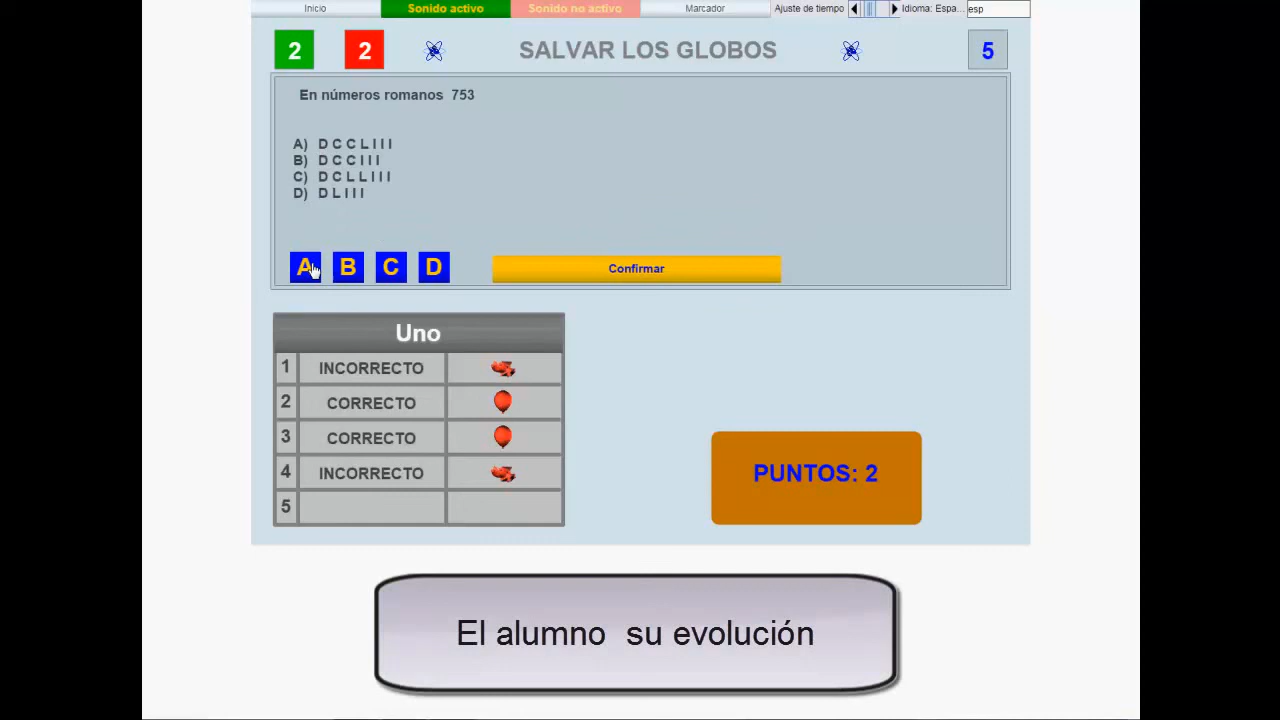 Inicio Sonido activo Sonido no activo Marcador Ajuste de tiempo Idioma: Espa... esp
2 2 SALVAR LOS GLOBOS 5
En números romanos 753
A) D C C L I I I
B) D C C I I I
C) D C L L I I I
D) D L I I I
A B C D Confirmar
Uno
1 INCORRECTO
2 CORRECTO
3 CORRECTO
4 INCORRECTO
5
PUNTOS: 2
El alumno su evolución